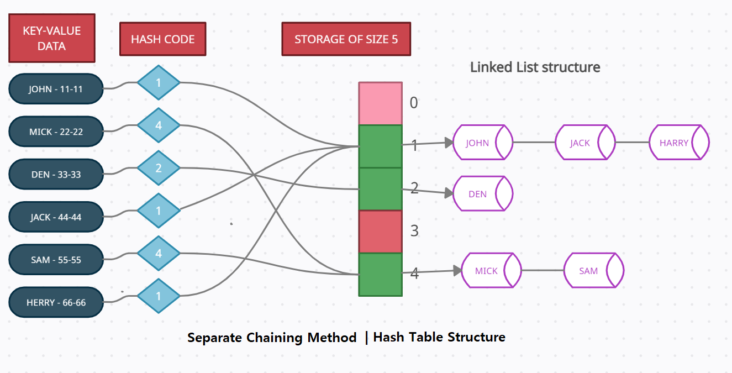 KEY-VALUE
DATA
HASH CODE
STORAGE OF SIZE 5
Linked List structure
JOHN - 11-11
1
MICK - 22-22
4
DEN - 33-33
2
JACK - 44-44
1
SAM - 55-55
4
HERRY - 66-66
1
0
1
JOHN
JACK
HARRY
2
DEN
3
4
MICK
SAM
Separate Chaining Method | Hash Table Structure